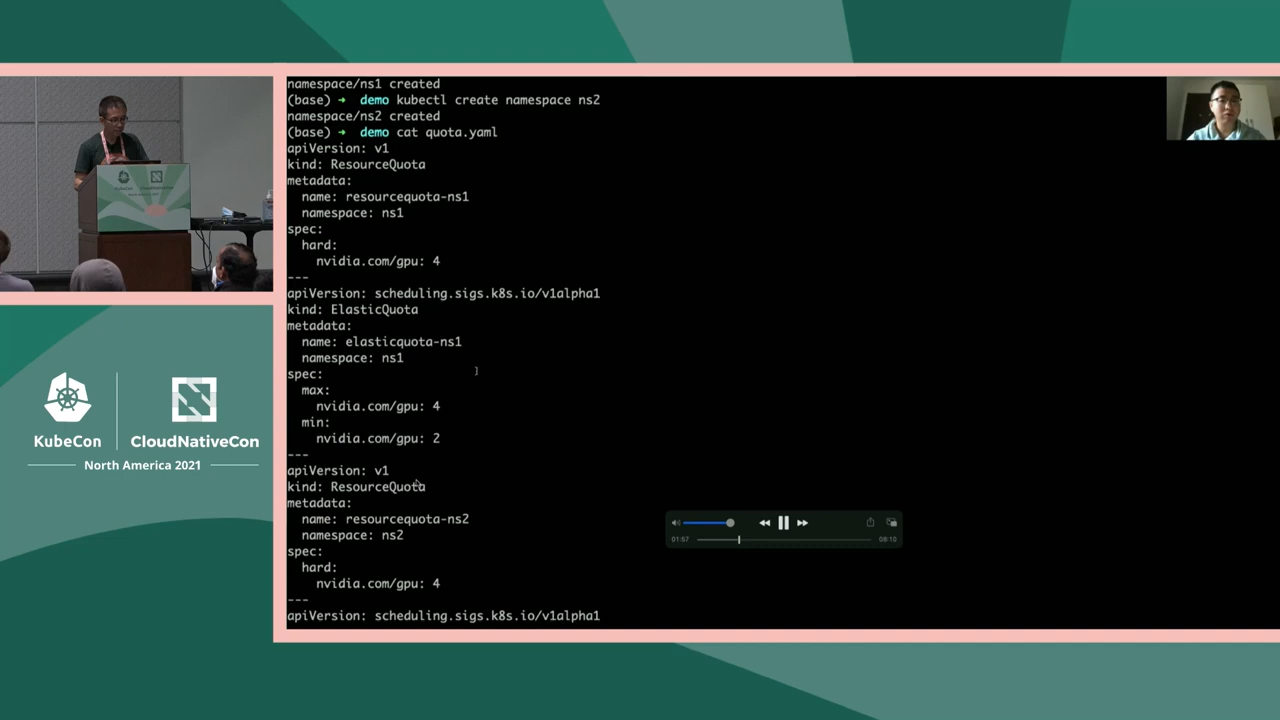 namespace/ns1 created
(base) → demo kubectl create namespace ns2
namespace/ns2 created
(base) → demo cat quota.yaml
apiVersion: v1
kind: ResourceQuota
metadata:
  name: resourcequota-ns1
  namespace: ns1
spec:
  hard:
    nvidia.com/gpu: 4
---
apiVersion: scheduling.sigs.k8s.io/v1alpha1
kind: ElasticQuota
metadata:
  name: elasticquota-ns1
  namespace: ns1
spec:
  max:
    nvidia.com/gpu: 4
  min:
    nvidia.com/gpu: 2
---
apiVersion: v1
kind: ResourceQuota
metadata:
  name: resourcequota-ns2
  namespace: ns2
spec:
  hard:
    nvidia.com/gpu: 4
---
apiVersion: scheduling.sigs.k8s.io/v1alpha1
01:57
08:10
KubeCon
CloudNativeCon
North America 2021
KubeCon
CloudNativeCon